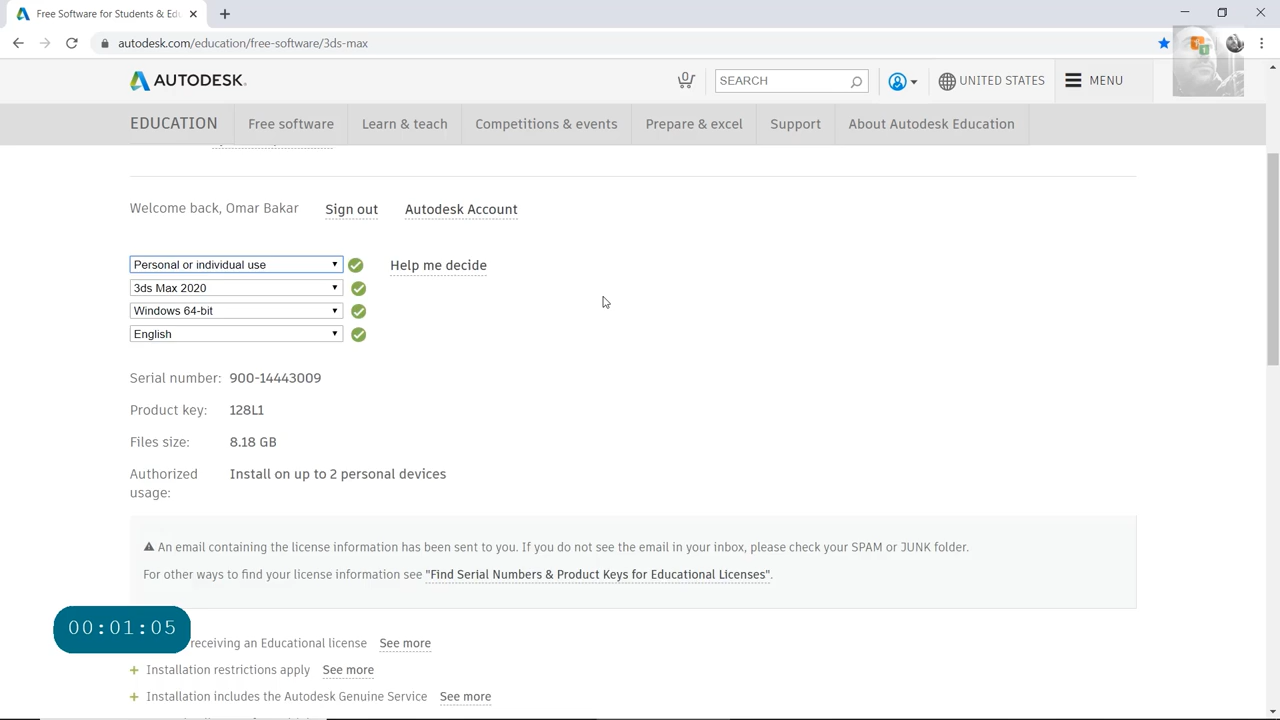 Free Software for Students & Ed
autodesk.com/education/free-software/3ds-max
AUTODESK.
SEARCH
UNITED STATES
MENU
EDUCATION
Free software
Learn & teach
Competitions & events
Prepare & excel
Support
About Autodesk Education
Welcome back, Omar Bakar
Sign out
Autodesk Account
Personal or individual use
Help me decide
3ds Max 2020
Windows 64-bit
English
Serial number: 900-14443009
Product key: 128L1
Files size: 8.18 GB
Authorized usage: Install on up to 2 personal devices
An email containing the license information has been sent to you. If you do not see the email in your inbox, please check your SPAM or JUNK folder.
For other ways to find your license information see "Find Serial Numbers & Product Keys for Educational Licenses".
00:01:05
receiving an Educational license See more
+ Installation restrictions apply See more
+ Installation includes the Autodesk Genuine Service See more